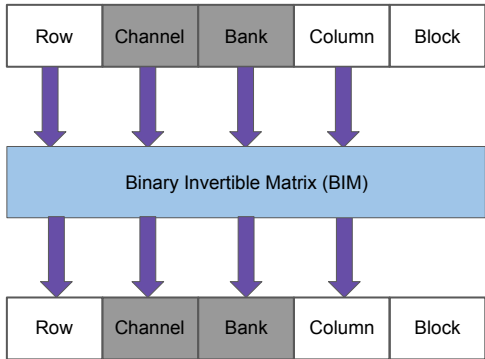 Row Channel Bank Column Block
Binary Invertible Matrix (BIM)
Row Channel Bank Column Block